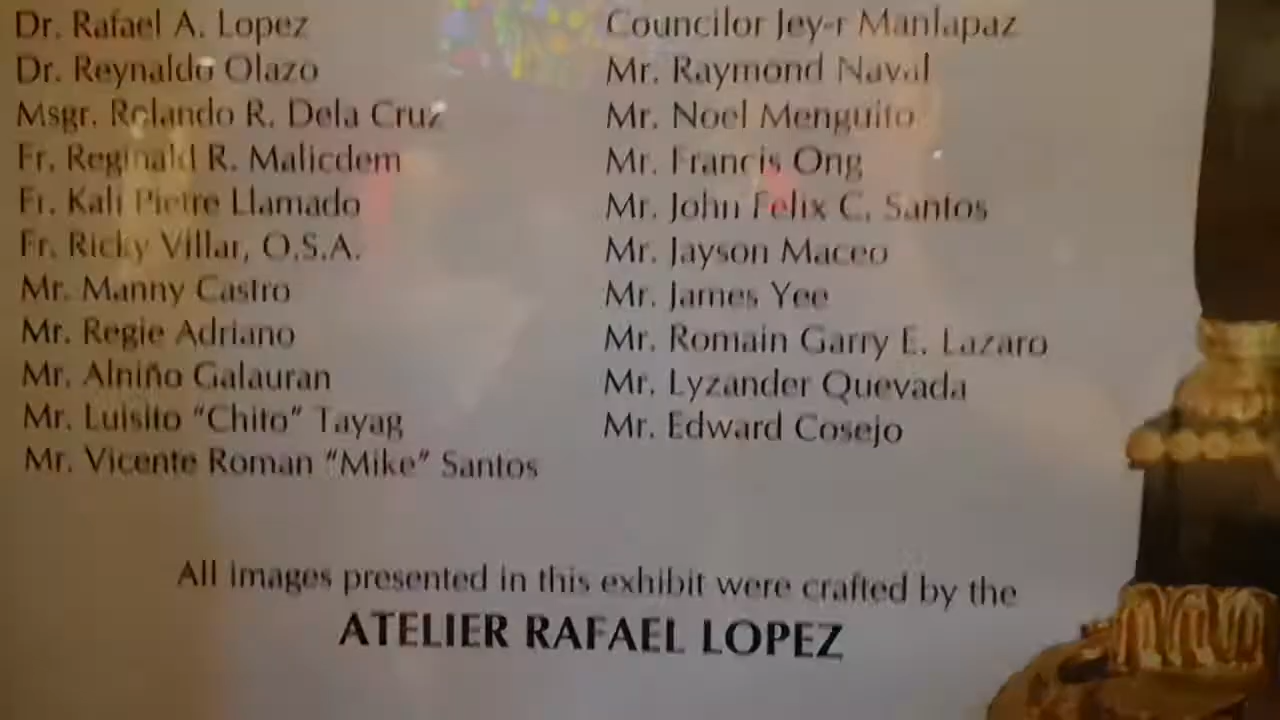 Dr. Rafael A. Lopez
Dr. Reynaldo Olazo
Msgr. Rolando R. Dela Cruz
Fr. Reginald R. Malicdem
Fr. Kali Pietre Llamado
Fr. Ricky Villar, O.S.A.
Mr. Manny Castro
Mr. Regie Adriano
Mr. Alniño Galauran
Mr. Luisito “Chito” Tayag
Mr. Vicente Roman “Mike” Santos
Councilor Jey-r Manlapaz
Mr. Raymond Naval
Mr. Noel Menguito
Mr. Francis Ong
Mr. John Felix C. Santos
Mr. Jayson Maceo
Mr. James Yee
Mr. Romain Garry E. Lazaro
Mr. Lyzander Quevada
Mr. Edward Cosejo
All images presented in this exhibit were crafted by the
ATELIER RAFAEL LOPEZ